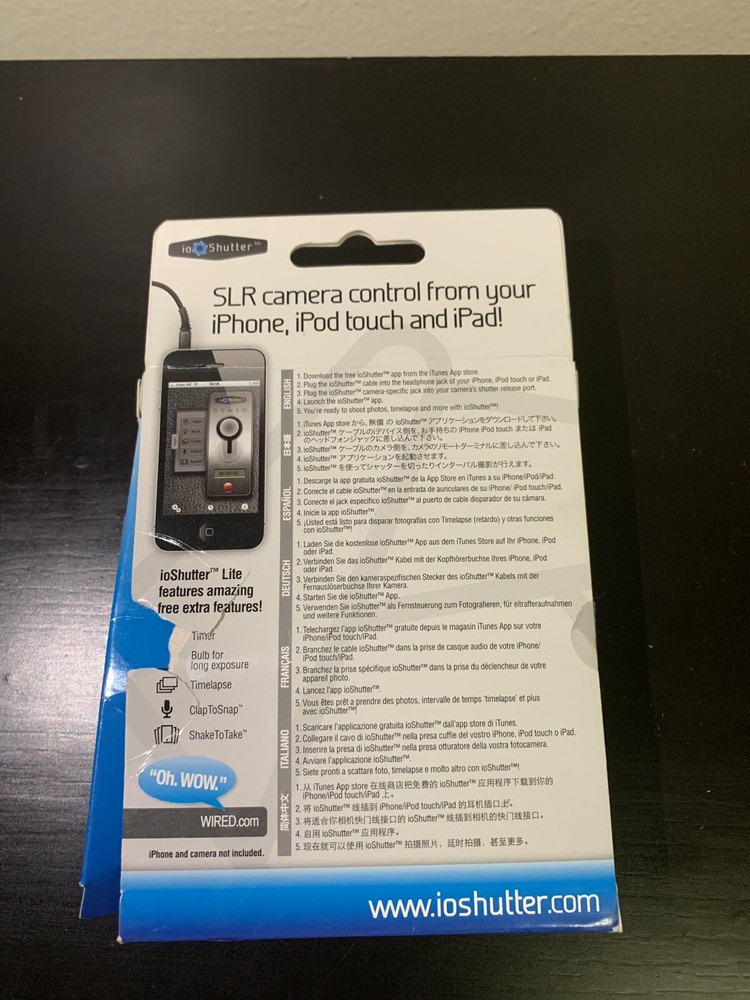 ioShutter™
SLR camera control from your
iPhone, iPod touch and iPad!
ENGLISH
1. Download the free ioShutter™ app from the iTunes App store.
2. Plug the ioShutter™ cable into the headphone jack of your iPhone, iPod touch or iPad.
3. Plug the ioShutter™ camera-specific jack into your camera's shutter release port.
4. Launch the ioShutter™ app.
5. You're ready to shoot photos, timelapse and more with ioShutter™!
日本語
1. iTunes App store から、無償 の ioShutter™ アプリケーションをダウンロードして下さい。
2. ioShutter™ ケーブルのiデバイス側を、お手持ちの iPhone iPod touch または iPad
のヘッドフォンジャックに差し込んで下さい。
3. ioShutter™ ケーブルのカメラ側を、カメラのリモートターミナルに差し込んで下さい。
4. ioShutter™ アプリケーションを起動させます。
5. ioShutter™ を使ってシャッターを切ったりインターバル撮影が行えます。
ESPAÑOL
1. Descarge la app gratuita ioShutter™ de la App Store en iTunes a su iPhone/iPod/iPad.
2. Conecte el cable ioShutter™ en la entrada de auriculares de su iPhone/ iPod touch/iPad.
3. Conecte el jack especifico ioShutter™ al puerto de cable disparador de su cámara.
4. Inicie la app ioShutter™.
5. ¡Usted está listo para disparar fotografías con Timelapse (retardo) y otras funciones
con ioShutter™!
DEUTSCH
1. Laden Sie die kostenlose ioShutter™ App aus dem iTunes Store auf Ihr iPhone, iPod
oder iPad.
2. Verbinden Sie das ioShutter™ Kabel mit der Kopfhörerbuchse Ihres iPhone, iPod
oder iPad.
3. Verbinden Sie den kameraspezifischen Stecker des ioShutter™ Kabels mit der
Fernauslöserbuchse Ihrer Kamera.
4. Starten Sie die ioShutter™ App.
5. Verwenden Sie ioShutter™ als Fernsteuerung zum Fotografieren, für eitrafferaufnahmen
und weitere Funktionen.
FRANÇAIS
1. Telechargez l'app ioShutter™ gratuite depuis le magasin iTunes App sur votre
iPhone/iPod touch/iPad.
2. Branchez le cable ioShutter™ dans la prise de casque audio de votre iPhone/
iPod touch/iPad.
3. Branchez la prise spécifique ioShutter™ dans la prise du déclencheur de votre
appareil photo.
4. Lancez l'app ioShutter™.
5. Vous êtes prêt a prendre des photos, intervalle de temps 'timelapse' et plus
avec ioShutter™!
ITALIANO
1. Scaricare l'applicazione gratuita ioShutter™ dall'app store di iTunes.
2. Collegare il cavo di ioShutter™ nella presa cuffie del vostro iPhone, iPod touch o iPad.
3. Inserire la presa di ioShutter™ nella presa otturatore della vostra fotocamera.
4. Avviare l'applicazione ioShutter™.
5. Siete pronti a scattare foto, timelapse e molto altro con ioShutter™!
简体中文
1. 从 iTunes App store 在线商店把免费的 ioShutter™ 应用程序下载到你的
iPhone/iPod touch/iPad 上。
2. 将 ioShutter™ 线插到 iPhone/iPod touch/iPad 的耳机插口上。
3. 将适合你相机快门线接口的 ioShutter™ 线插到相机的快门线接口。
4. 启用 ioShutter™ 应用程序。
5. 现在就可以使用 ioShutter™ 拍摄照片，延时拍摄，甚至更多。
ioShutter™ Lite
features amazing
free extra features!
Timer
Bulb for
long exposure
Timelapse
ClapToSnap™
ShakeToTake™
"Oh. WOW."
WIRED.com
iPhone and camera not included.
www.ioshutter.com